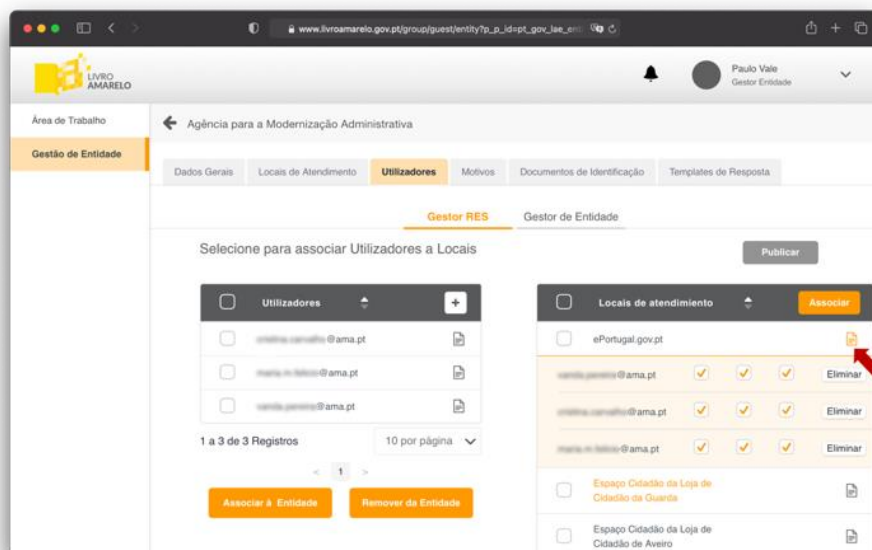 www.livroamarelo.gov.pt/group/guest/entity?p_p_id=pt_gov_lae_enti
LIVRO
AMARELO
Paulo Vale
Gestor Entidade
Área de Trabalho
Gestão de Entidade
Agência para a Modernização Administrativa
Dados Gerais
Locais de Atendimento
Utilizadores
Motivos
Documentos de Identificação
Templates de Resposta
Gestor RES
Gestor de Entidade
Selecione para associar Utilizadores a Locais
Publicar
Utilizadores
+
@ama.pt
@ama.pt
@ama.pt
1 a 3 de 3 Registros
10 por página
< 1 >
Associar à Entidade
Remover de Entidade
Locais de atendimiento
Associar
ePortugal.gov.pt
@ama.pt
Eliminar
@ama.pt
Eliminar
@ama.pt
Eliminar
Espaço Cidadão da Loja de
Cidadão da Guarda
Espaço Cidadão da Loja de
Cidadão de Aveiro